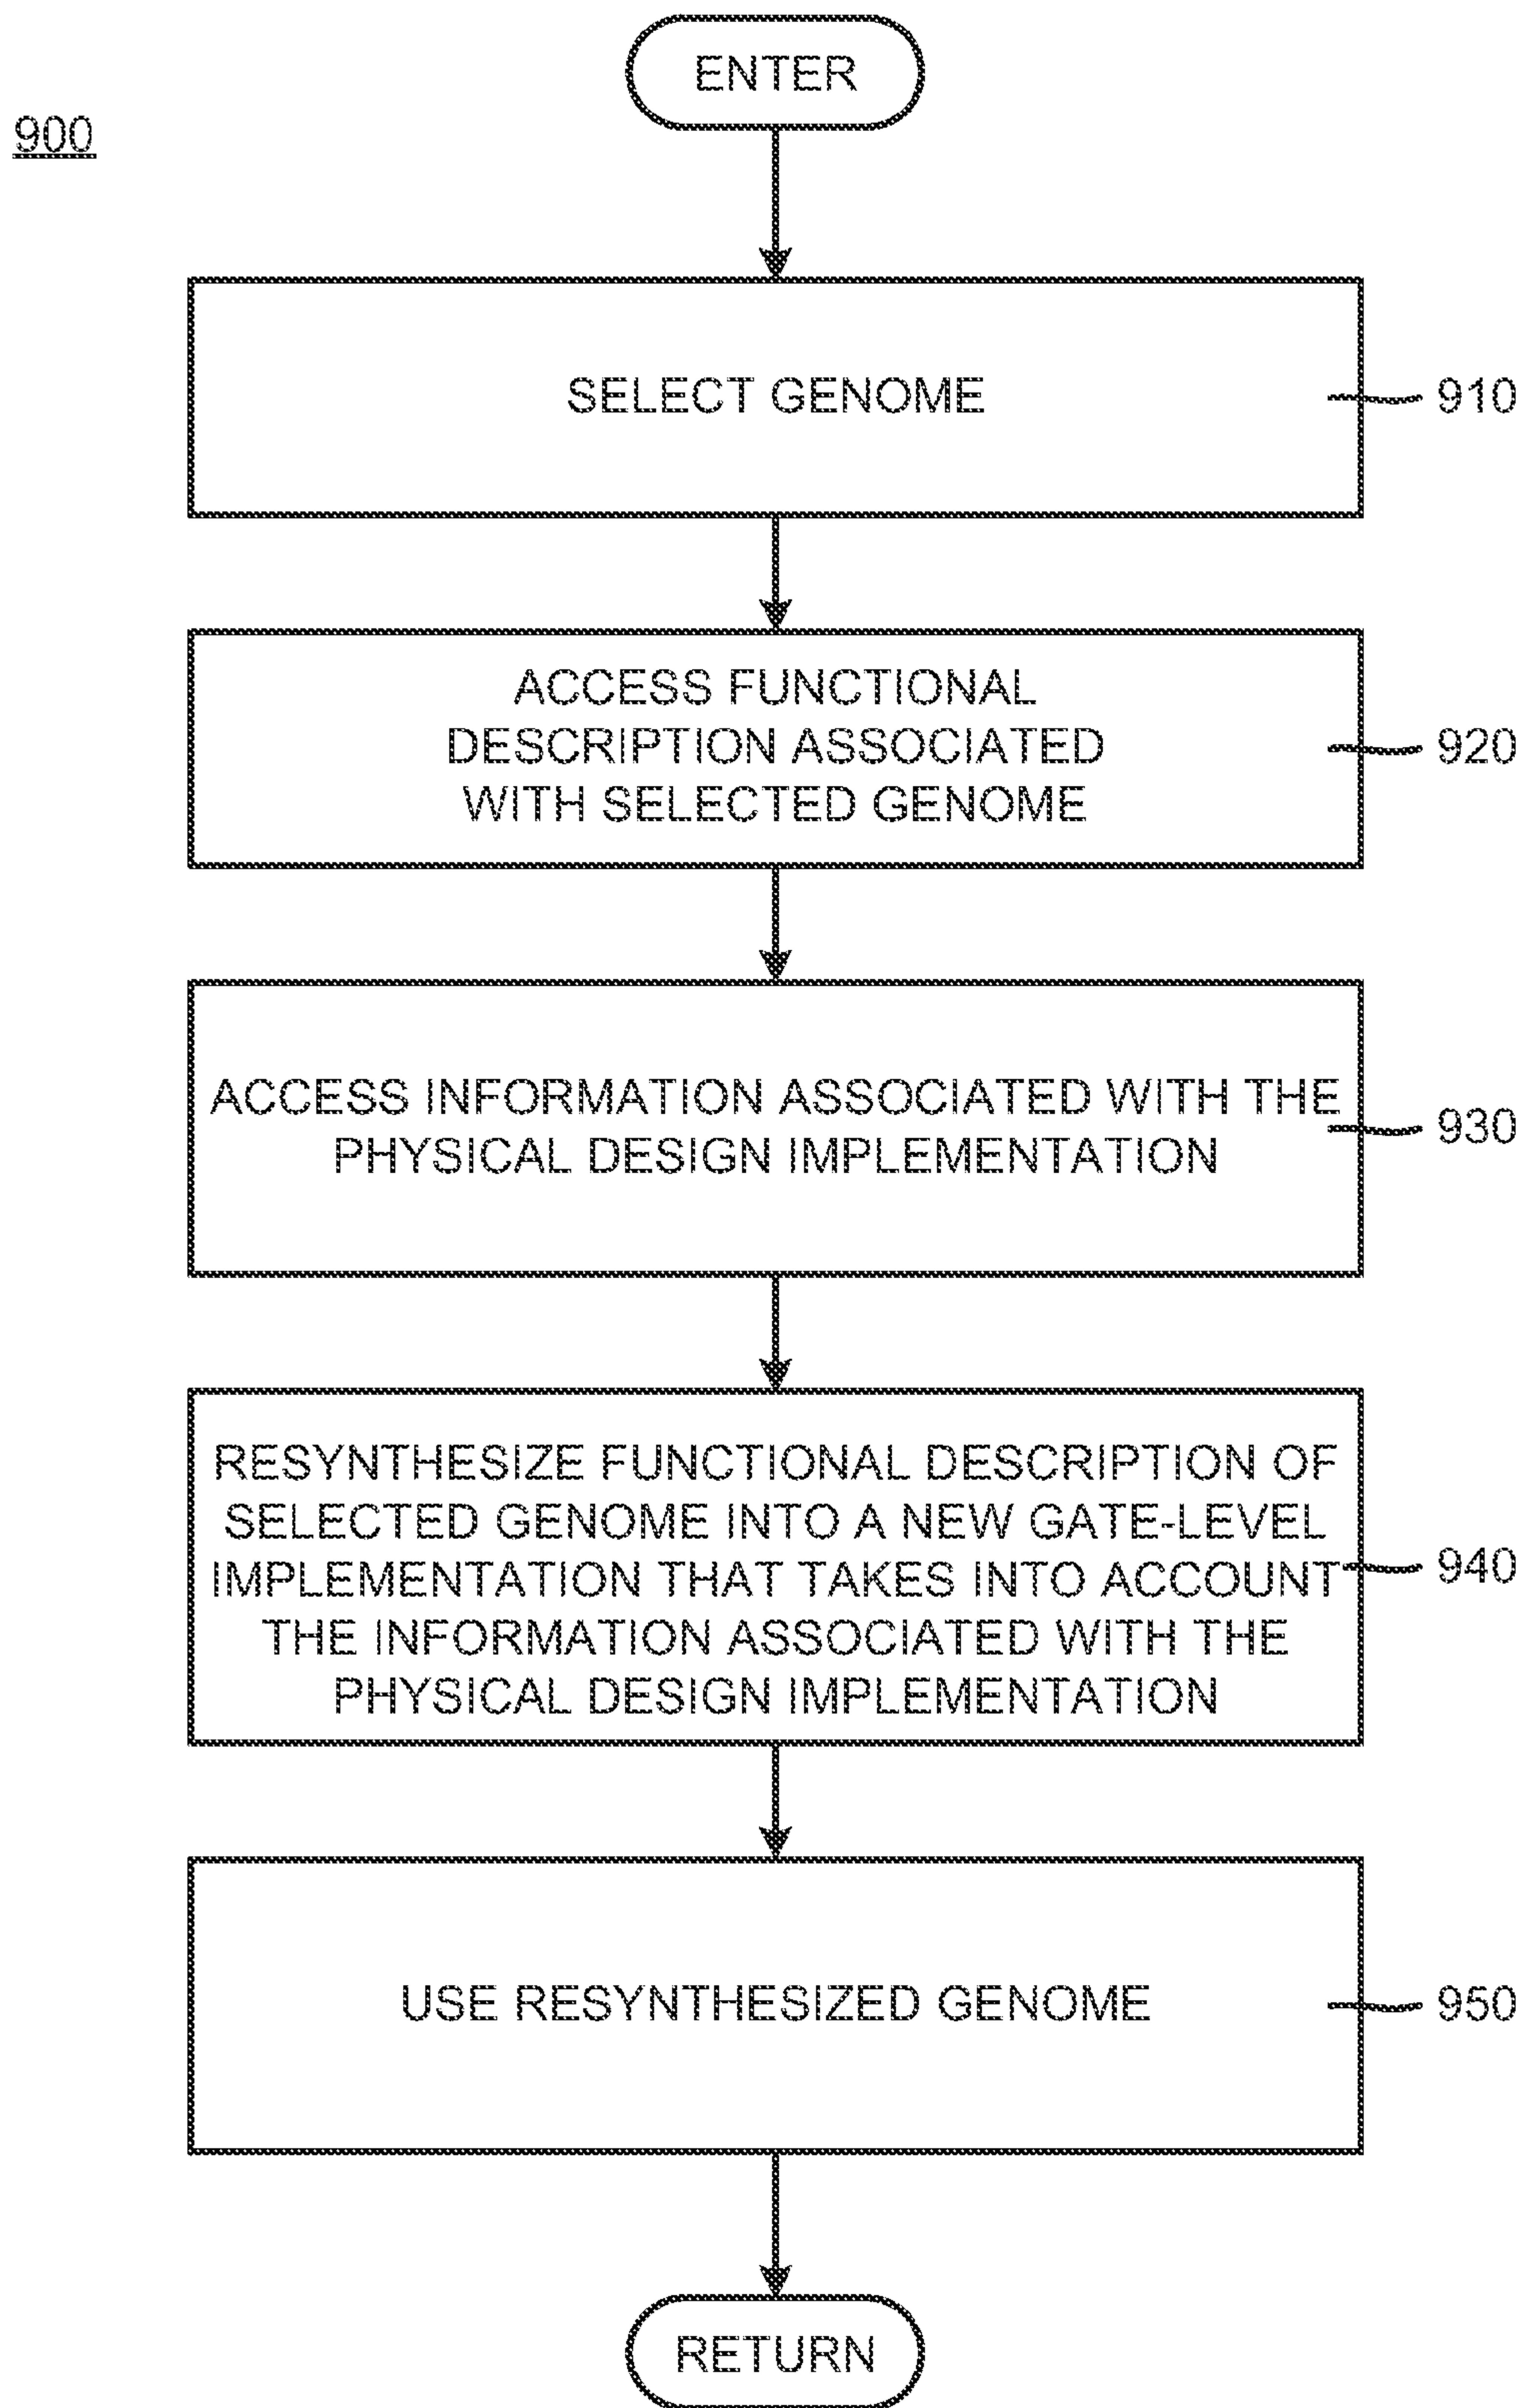 ENTER
900
SELECT GENOME
910
ACCESS FUNCTIONAL
DESCRIPTION ASSOCIATED
WITH SELECTED GENOME
920
ACCESS INFORMATION ASSOCIATED WITH THE
PHYSICAL DESIGN IMPLEMENTATION
930
RESYNTHESIZE FUNCTIONAL DESCRIPTION OF
SELECTED GENOME INTO A NEW GATE-LEVEL
IMPLEMENTATION THAT TAKES INTO ACCOUNT
THE INFORMATION ASSOCIATED WITH THE
PHYSICAL DESIGN IMPLEMENTATION
940
USE RESYNTHESIZED GENOME
950
RETURN